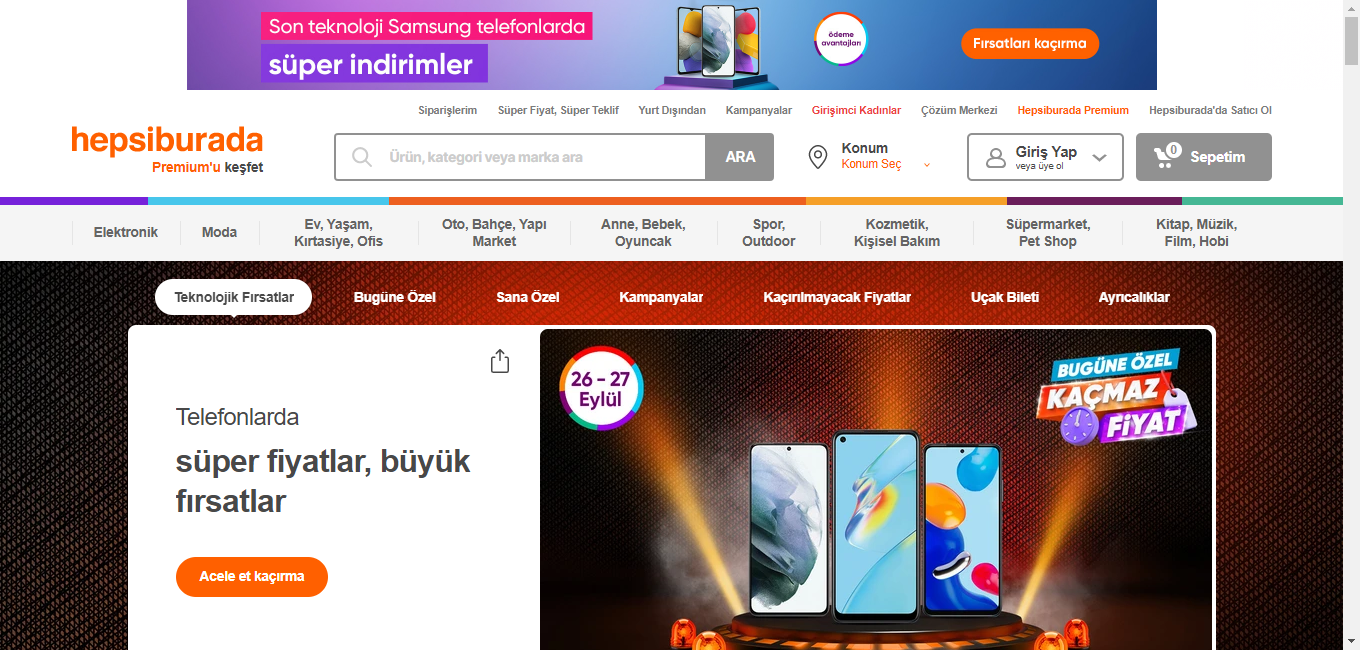 Son teknoloji Samsung telefonlarda
süper indirimler
ödeme
avantajları
Fırsatları kaçırma
Siparişlerim Süper Fiyat, Süper Teklif Yurt Dışından Kampanyalar Girişimci Kadınlar Çözüm Merkezi Hepsiburada Premium Hepsiburada'da Satıcı Ol
hepsiburada
Premium'u keşfet
Ürün, kategori veya marka ara
ARA
Konum
Konum Seç
Giriş Yap
veya üye ol
0
Sepetim
Elektronik
Moda
Ev, Yaşam,
Kırtasiye, Ofis
Oto, Bahçe, Yapı
Market
Anne, Bebek,
Oyuncak
Spor,
Outdoor
Kozmetik,
Kişisel Bakım
Süpermarket,
Pet Shop
Kitap, Müzik,
Film, Hobi
Teknolojik Fırsatlar Bugüne Özel Sana Özel Kampanyalar Kaçırılmayacak Fiyatlar Uçak Bileti Ayrıcalıklar
Telefonlarda
süper fiyatlar, büyük
fırsatlar
Acele et kaçırma
26 – 27
Eylül
BUGÜNE ÖZEL
KAÇMAZ
FİYAT